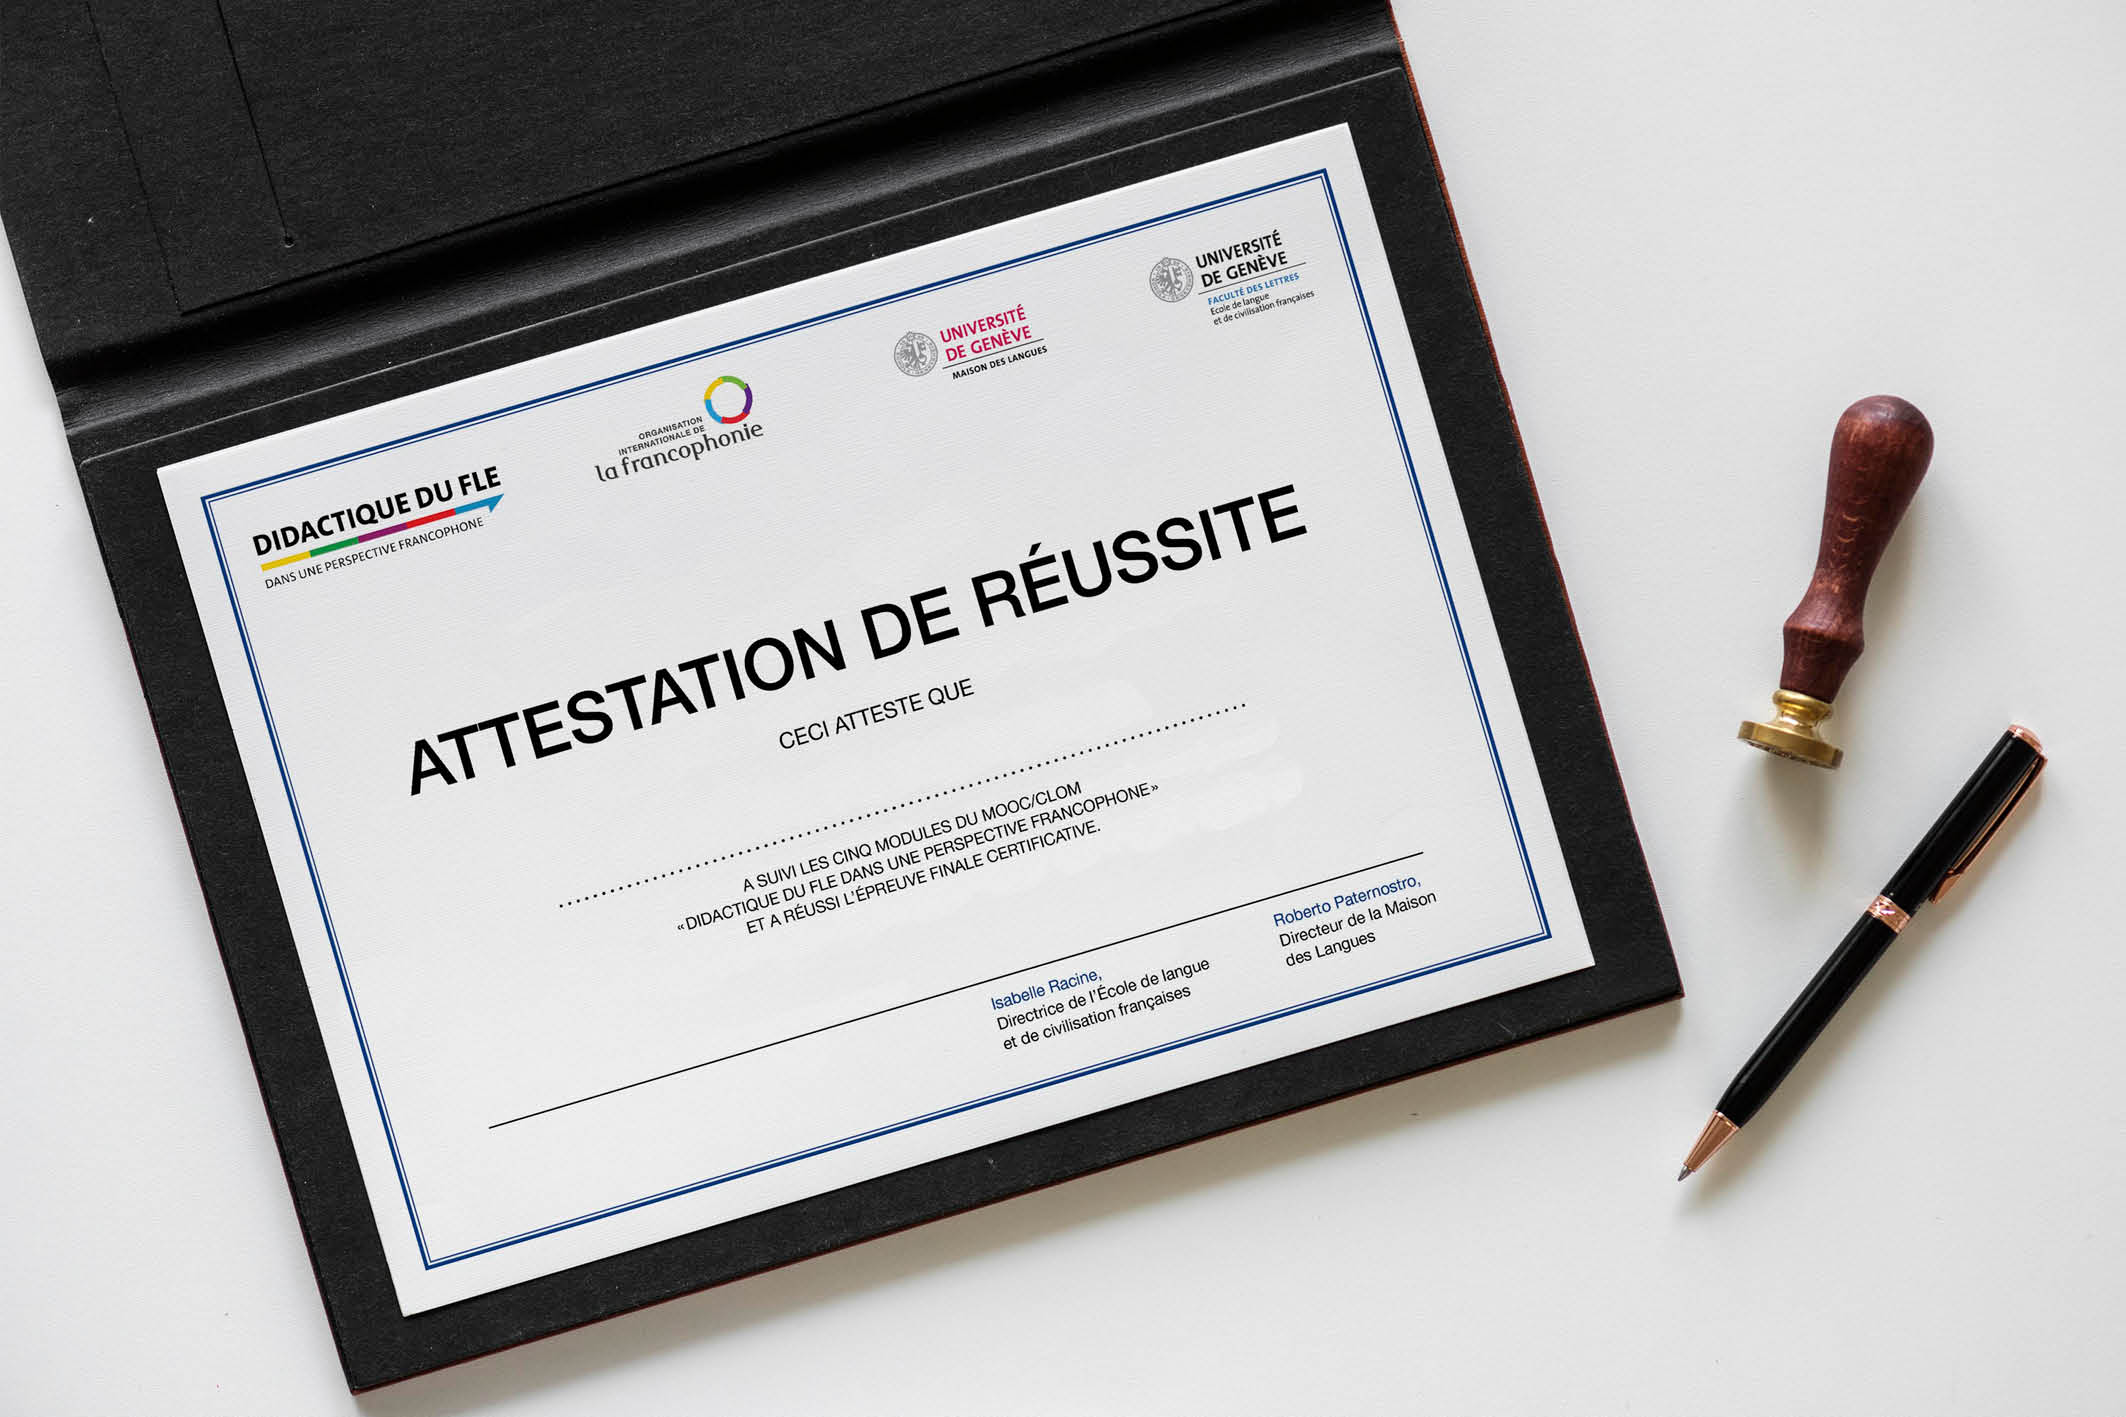 DIDACTIQUE DU FLE
DANS UNE PERSPECTIVE FRANCOPHONE
ORGANISATION
INTERNATIONALE DE
la francophonie
UNIVERSITÉ
DE GENÈVE
MAISON DES LANGUES
UNIVERSITÉ
DE GENÈVE
FACULTÉ DES LETTRES
Ecole de langue
et de civilisation françaises
ATTESTATION DE RÉUSSITE
CECI ATTESTE QUE
A SUIVI LES CINQ MODULES DU MOOC/CLOM
«DIDACTIQUE DU FLE DANS UNE PERSPECTIVE FRANCOPHONE»
ET A RÉUSSI L'ÉPREUVE FINALE CERTIFICATIVE.
Isabelle Racine,
Directrice de l'École de langue
et de civilisation françaises
Roberto Paternostro,
Directeur de la Maison
des Langues